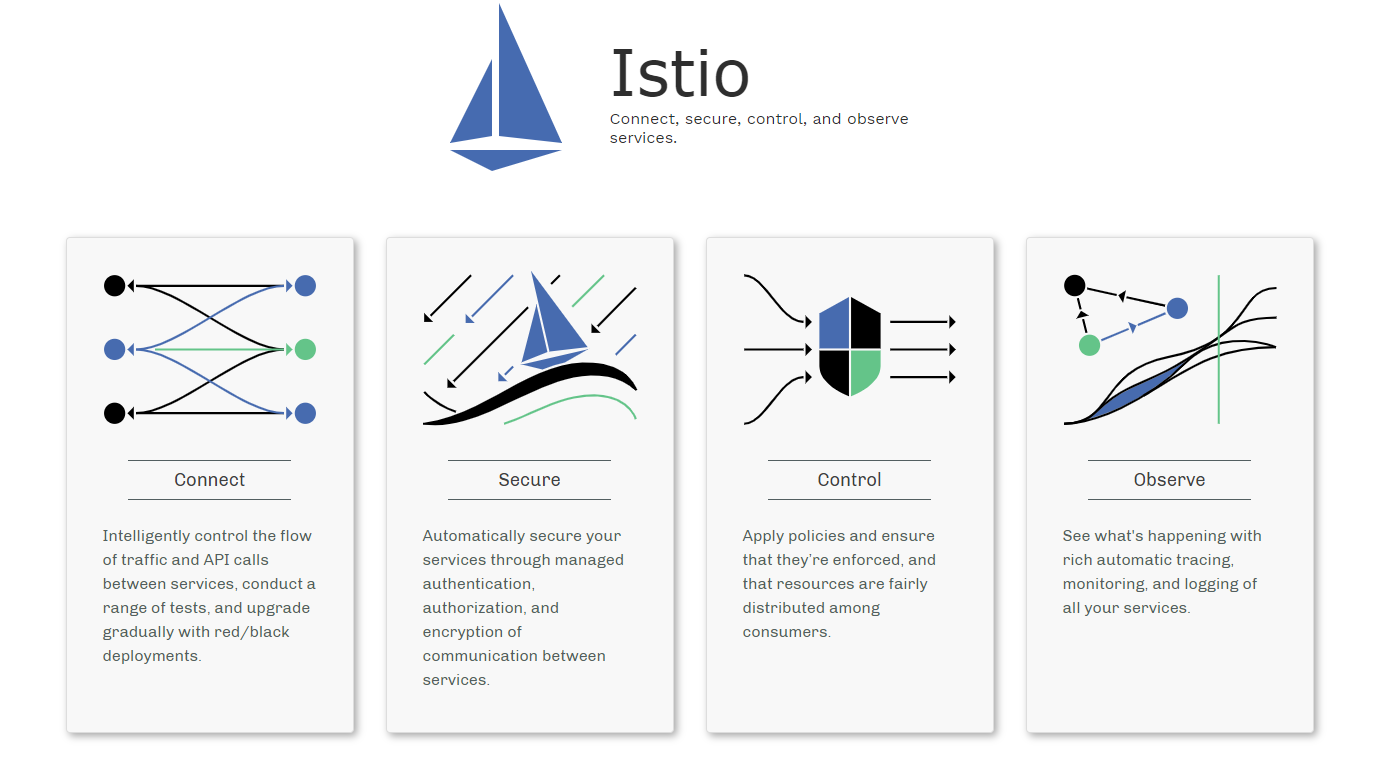 Istio
Connect, secure, control, and observe
services.
Connect
Intelligently control the flow
of traffic and API calls
between services, conduct a
range of tests, and upgrade
gradually with red/black
deployments.
Secure
Automatically secure your
services through managed
authentication,
authorization, and
encryption of
communication between
services.
Control
Apply policies and ensure
that they’re enforced, and
that resources are fairly
distributed among
consumers.
Observe
See what's happening with
rich automatic tracing,
monitoring, and logging of
all your services.